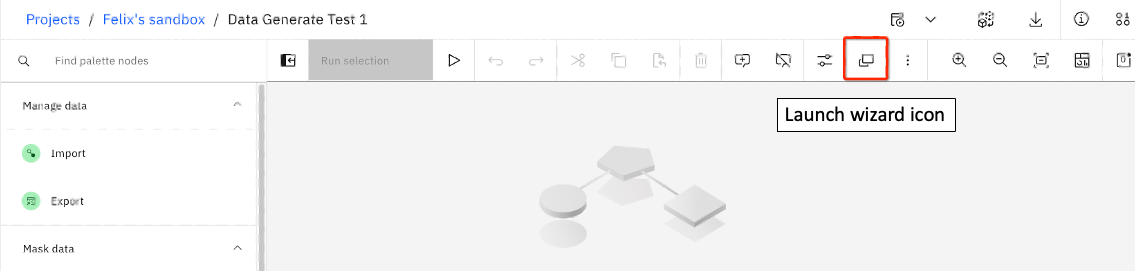 Projects / Felix's sandbox / Data Generate Test 1
Find palette nodes
Run selection
Manage data
Launch wizard icon
Import
Export
Mask data